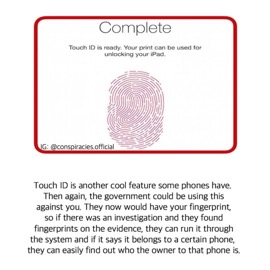 Complete
Touch ID is ready. Your print can be used for
unlocking your iPad.
IG: @conspiracies.official
Touch ID is another cool feature some phones have.
Then again, the government could be using this
against you. They now would have your fingerprint,
so if there was an investigation and they found
fingerprints on the evidence, they can run it through
the system and if it says it belongs to a certain phone,
they can easily find out who the owner to that phone is.